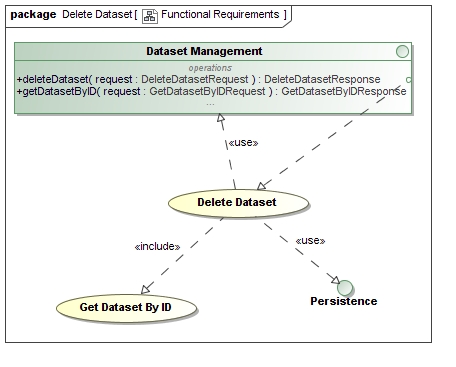 package Delete Dataset [ Functional Requirements ]
Dataset Management
operations
+deleteDataset( request : DeleteDatasetRequest ) : DeleteDatasetResponse
+getDatasetByID( request : GetDatasetByIDRequest ) : GetDatasetByIDResponse
...
«use»
Delete Dataset
«include»
«use»
Get Dataset By ID
Persistence